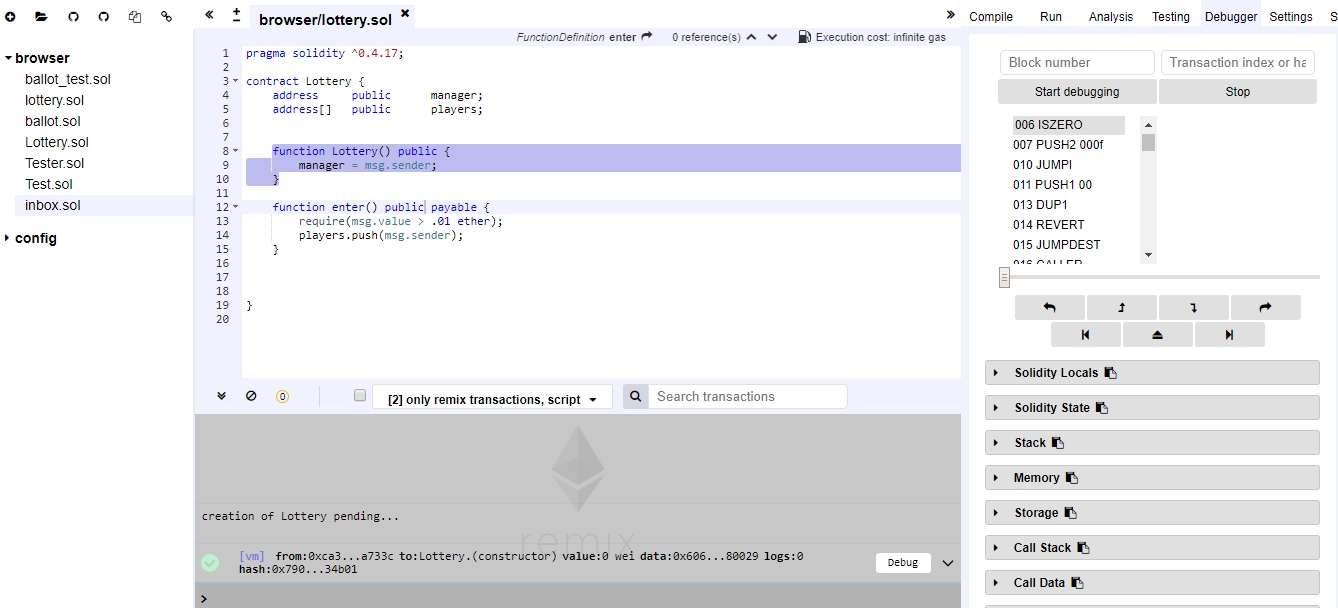 browser/lottery.sol
Compile Run Analysis Testing Debugger Settings S
browser
ballot_test.sol
lottery.sol
ballot.sol
Lottery.sol
Tester.sol
Test.sol
inbox.sol
config
FunctionDefinition enter 0 reference(s) Execution cost: infinite gas
1 pragma solidity ^0.4.17;
2
3 contract Lottery {
4 address public manager;
5 address[] public players;
6
7
8 function Lottery() public {
9 manager = msg.sender;
10 }
11
12 function enter() public payable {
13 require(msg.value > .01 ether);
14 players.push(msg.sender);
15 }
16
17
18
19 }
20
0 [2] only remix transactions, script Search transactions
remix
creation of Lottery pending...
[vm] from:0xca3...a733c to:Lottery.(constructor) value:0 wei data:0x606...80029 logs:0
hash:0x790...34b01
Debug
>
Block number Transaction index or ha
Start debugging Stop
006 ISZERO
007 PUSH2 000f
010 JUMPI
011 PUSH1 00
013 DUP1
014 REVERT
015 JUMPDEST
016 CALLER
Solidity Locals
Solidity State
Stack
Memory
Storage
Call Stack
Call Data